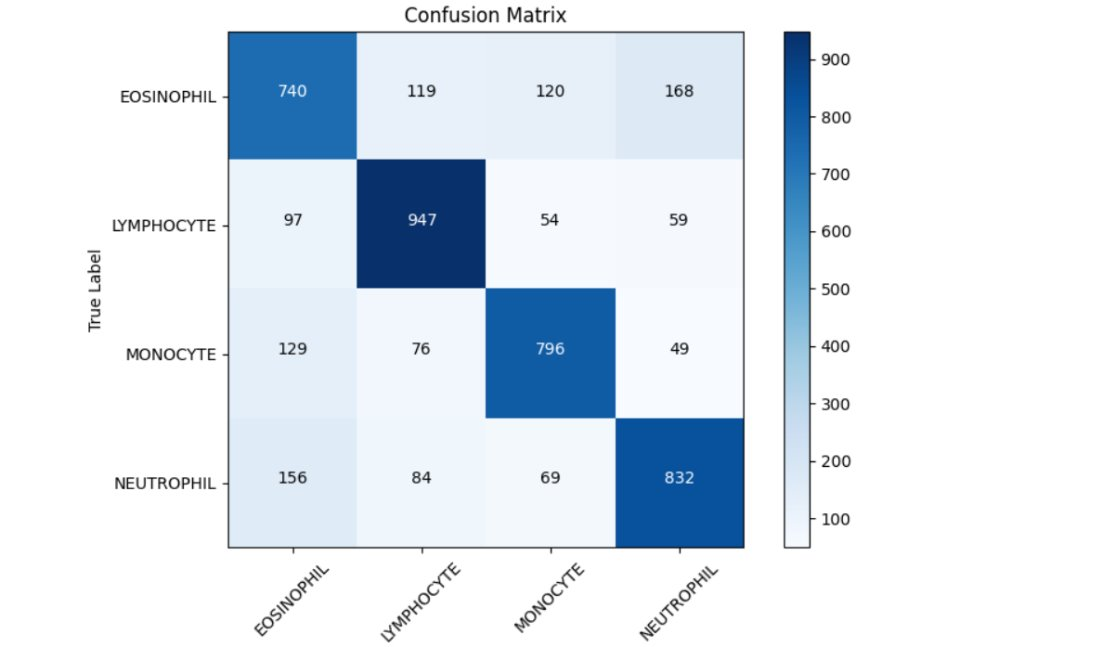 Confusion Matrix
EOSINOPHIL 740 119 120 168
LYMPHOCYTE 97 947 54 59
MONOCYTE 129 76 796 49
NEUTROPHIL 156 84 69 832
True Label
EOSINOPHIL LYMPHOCYTE MONOCYTE NEUTROPHIL
900
800
700
600
500
400
300
200
100